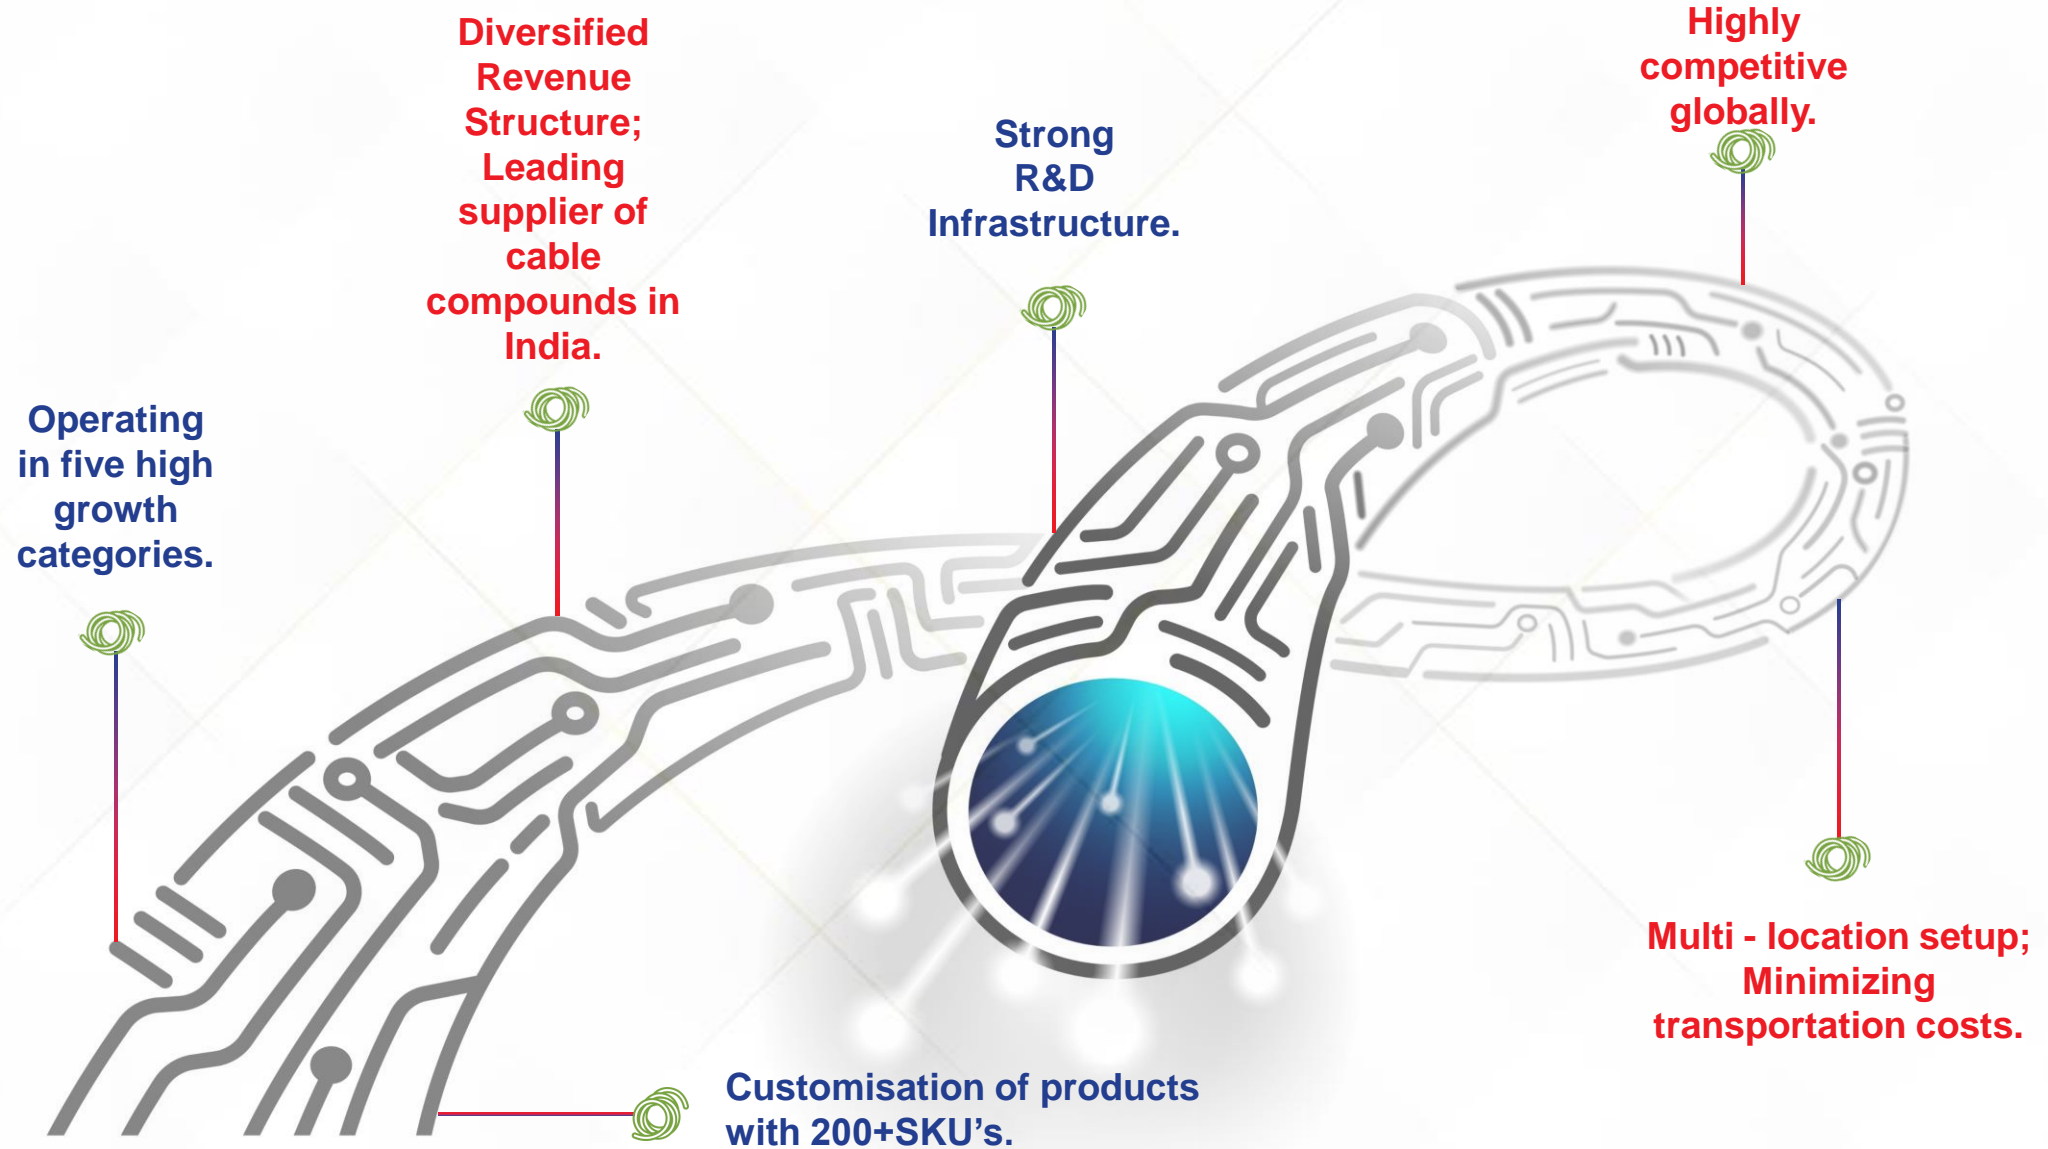 Operating
in five high
growth
categories.
Diversified
Revenue
Structure;
Leading
supplier of
cable
compounds in
India.
Strong
R&D
Infrastructure.
Highly
competitive
globally.
Multi - location setup;
Minimizing
transportation costs.
Customisation of products
with 200+SKU’s.